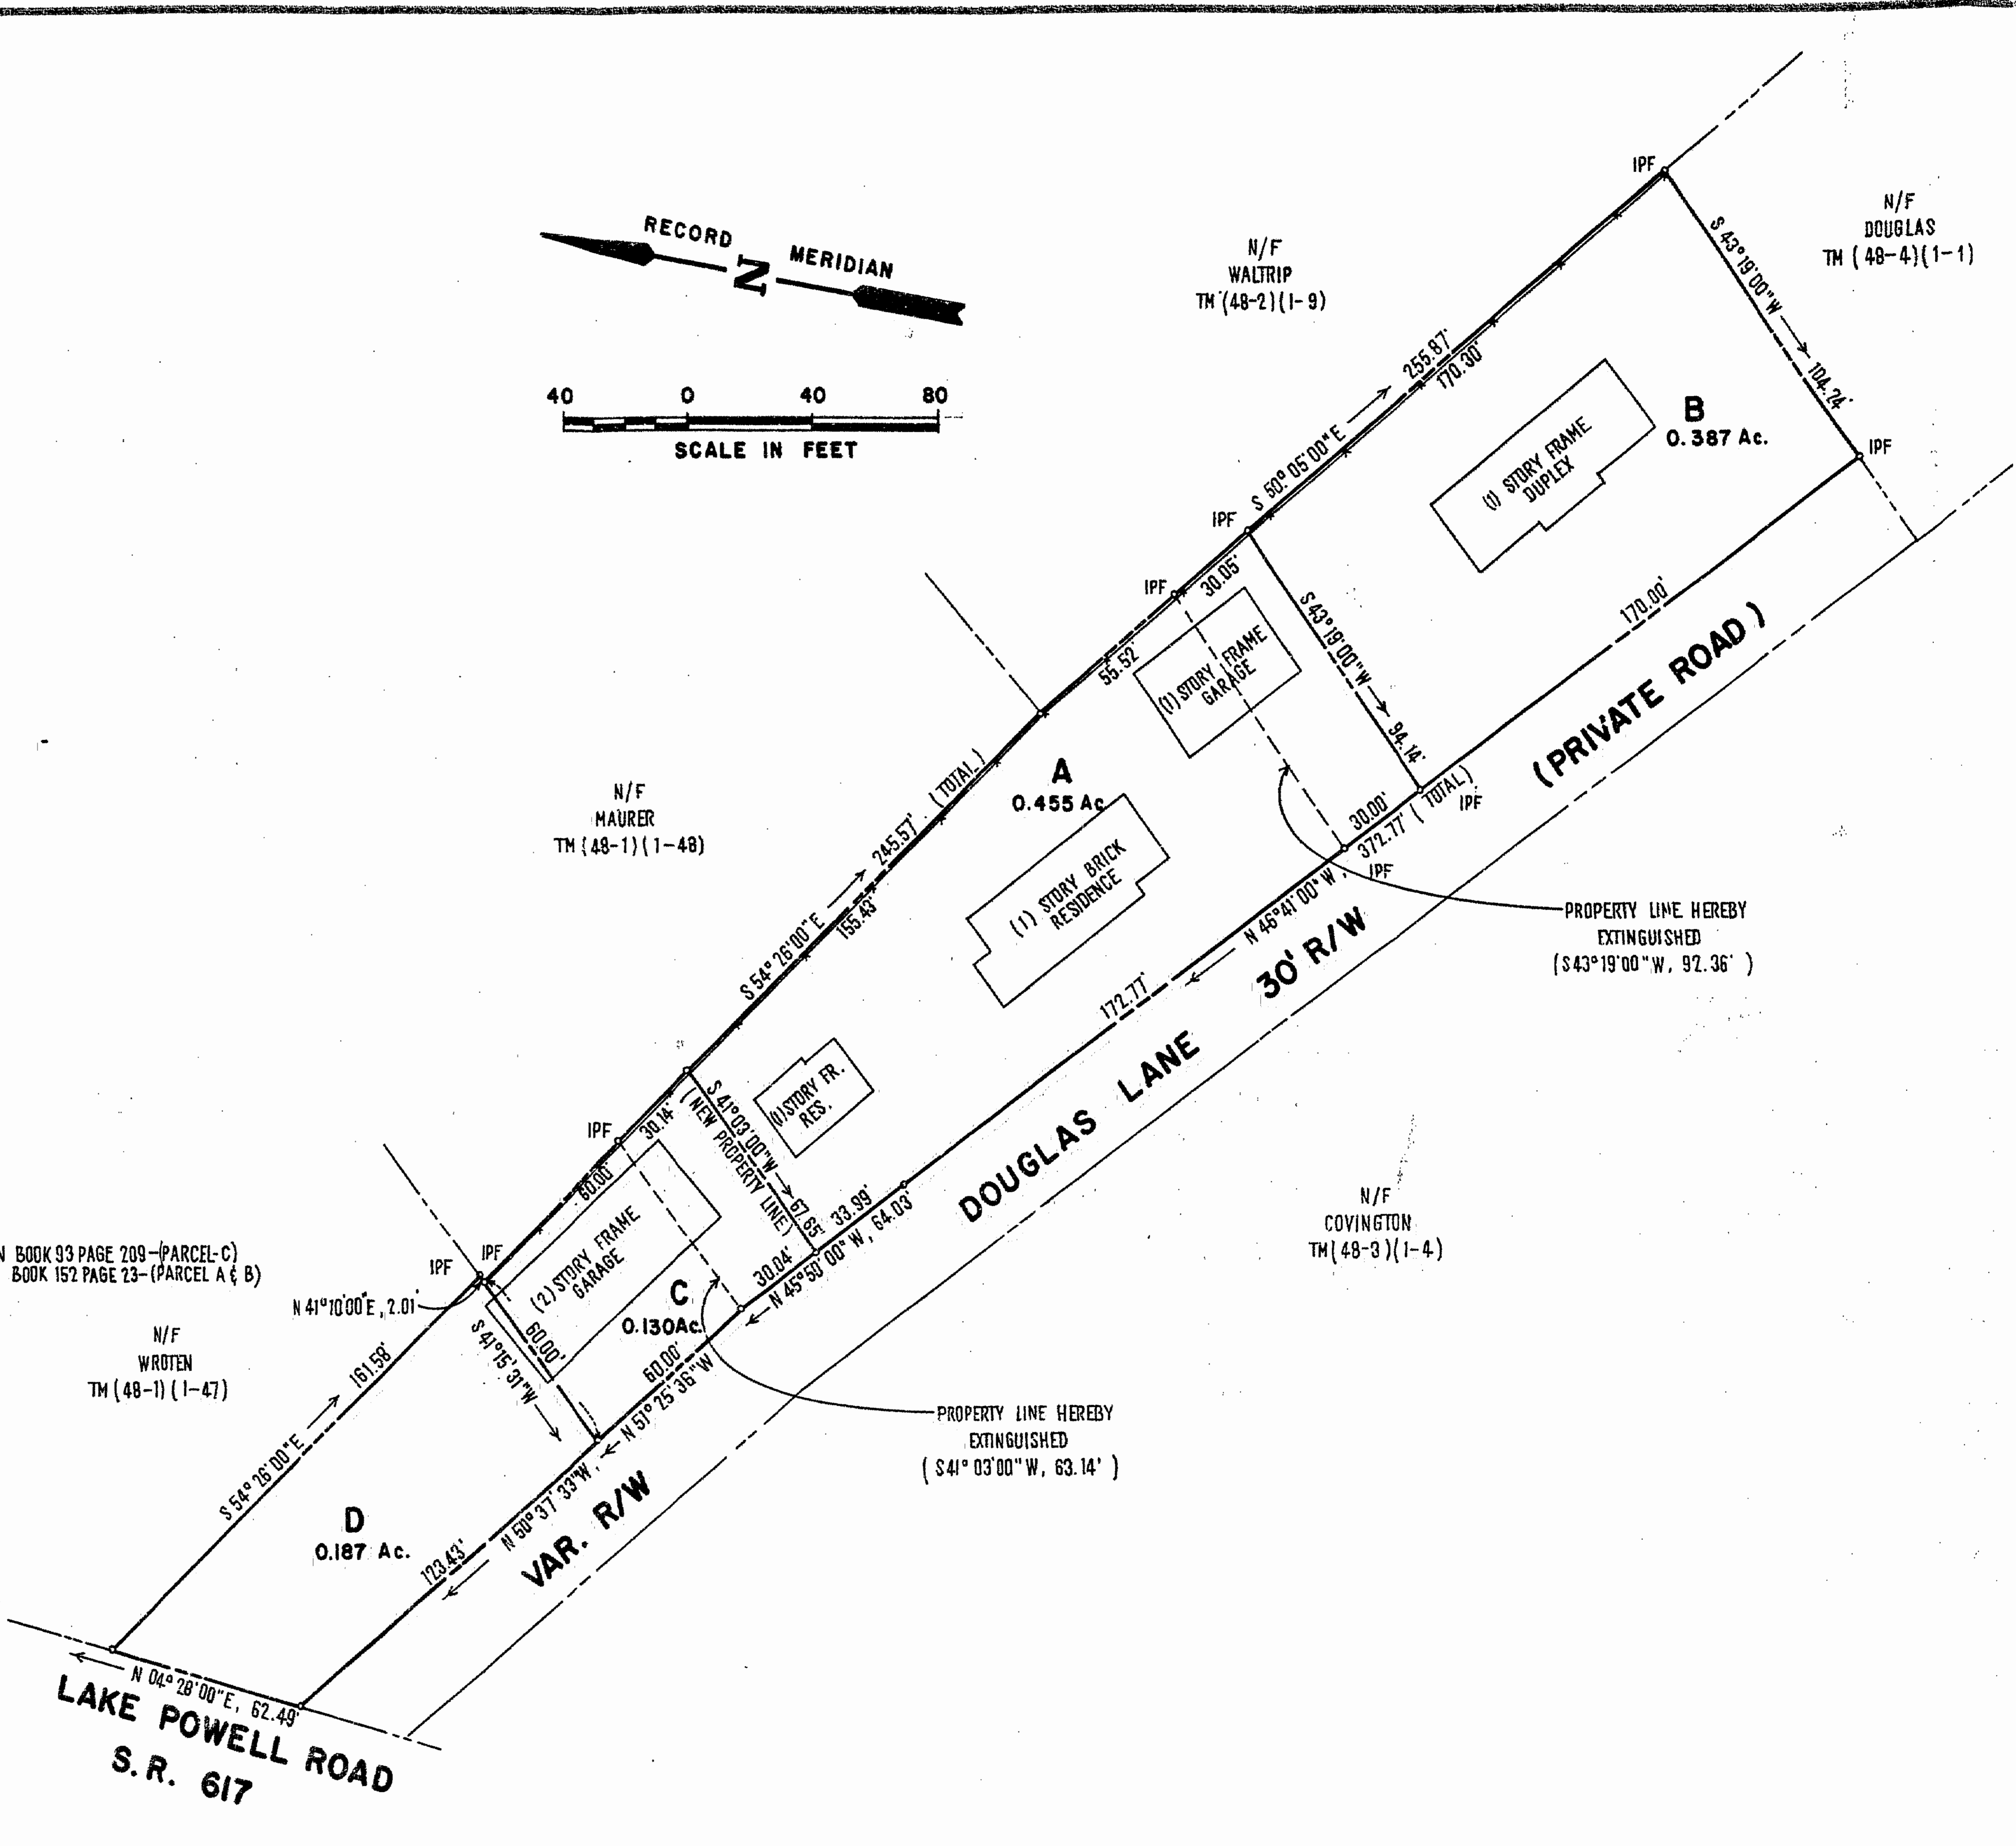 RECORD
N
MERIDIAN
40 0 40 80
SCALE IN FEET
N/F
WALTRIP
TM (48-2)(1-9)
IPF
N/F
DOUGLAS
TM (48-4)(1-1)
S 43°19'00"W
104.24'
IPF
B
0.387 Ac.
(1) STORY FRAME
DUPLEX
255.87'
170.30'
S 50° 05'00"E
IPF
IPF
30.05'
55.52'
(1) STORY FRAME
GARAGE
S 43°19'00"W
94.14'
170.00'
(PRIVATE ROAD)
IPF
30.00'
372.77' (TOTAL)
IPF
N 46°41'00" W,
PROPERTY LINE HEREBY
EXTINGUISHED
(S43°19'00"W, 92.36')
A
0.455 Ac.
(1) STORY BRICK
RESIDENCE
N/F
MAURER
TM (48-1)(1-48)
245.57' (TOTAL)
155.43'
S 54° 26'00"E
172.77'
30' R/W
DOUGLAS LANE
(1) STORY FR.
RES.
S 41°03'00"W
67.65'
(NEW PROPERTY LINE)
IPF
30.14'
60.00'
33.99'
30.04'
N 45°50'00" W, 64.03'
N/F
COVINGTON
TM (48-3)(1-4)
(2) STORY FRAME
GARAGE
C
0.130 Ac.
N BOOK 93 PAGE 209-(PARCEL-C)
BOOK 152 PAGE 23-(PARCEL A & B)
IPF
IPF
N 41°10'00"E, 2.01'
N/F
WROTEN
TM (48-1)(1-47)
S 41°15'31"W
60.00'
60.00'
N 51° 25' 36"W
PROPERTY LINE HEREBY
EXTINGUISHED
(S41° 03'00"W, 63.14')
161.58'
S 54° 26'00"E
D
0.187 Ac.
123.43'
N 50° 37' 33"W,
VAR. R/W
N 04° 28'00"E, 62.49'
LAKE POWELL ROAD
S.R. 617